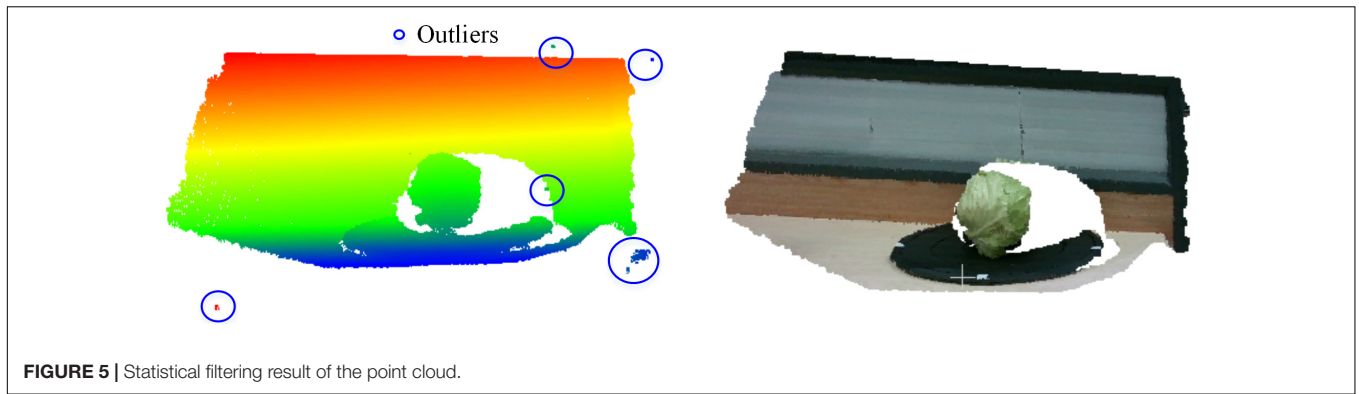 Outliers
FIGURE 5 | Statistical filtering result of the point cloud.